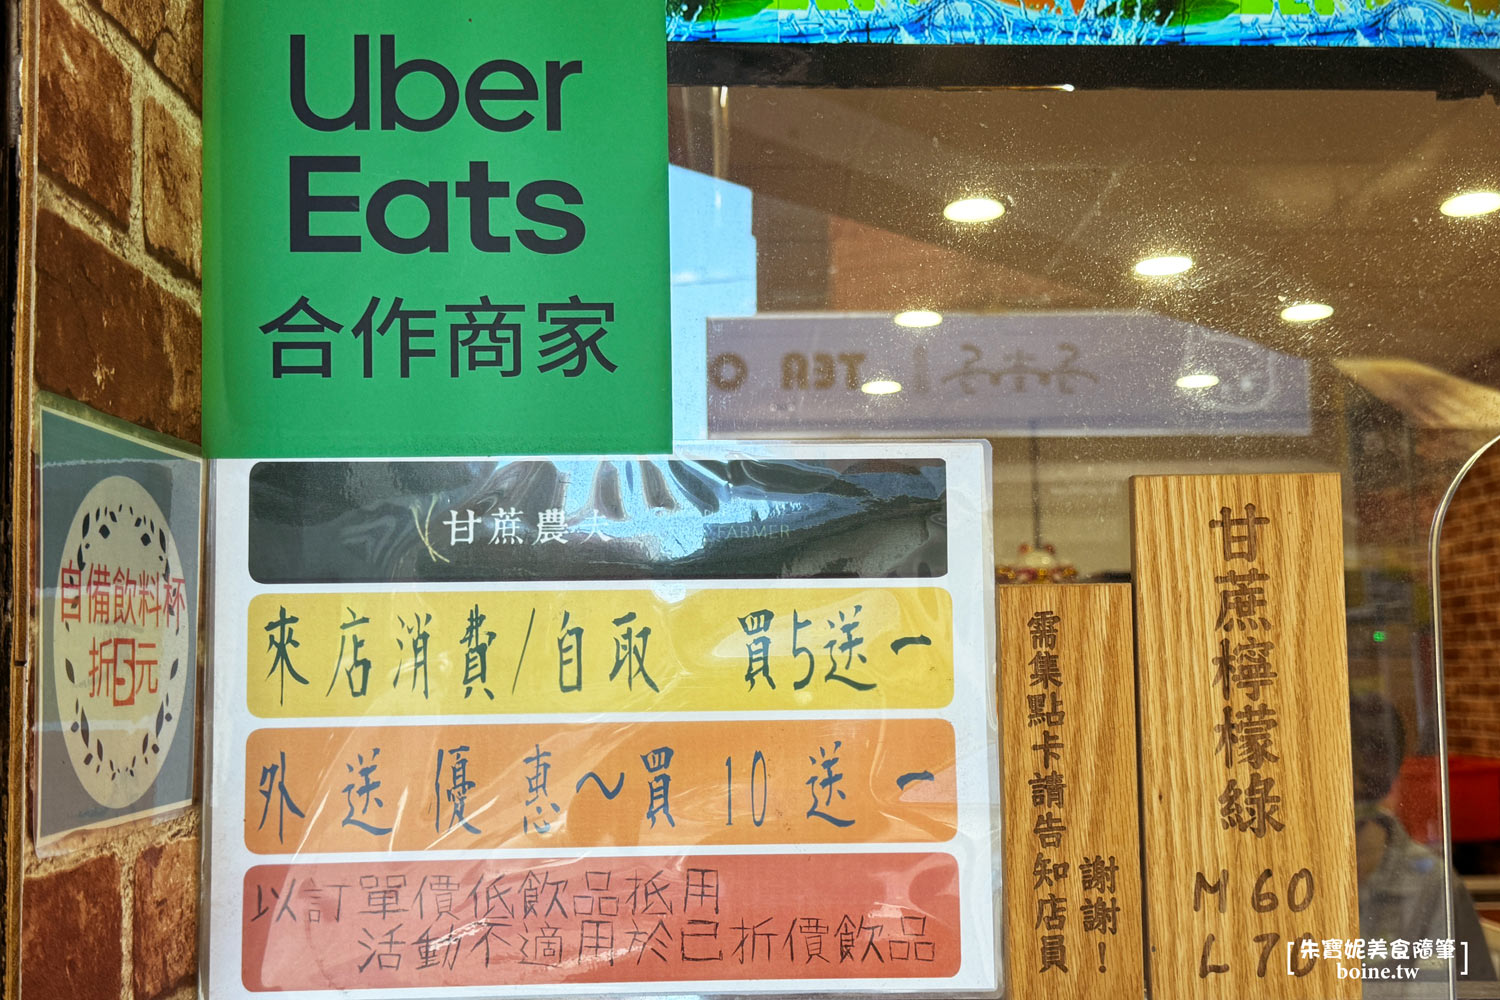 Uber
Eats
合作商家
自備飲料杯
折5元
甘蔗農夫
FARMER
來店消費/自取 買5送一
外送優惠~買10送一
以訂單價低飲品抵用
活動不適用於已折價飲品
需集點卡請告知店員
謝謝!
甘蔗檸檬綠
M 60
L 70
TEA
[朱寶妮美食隨筆]
boine.tw